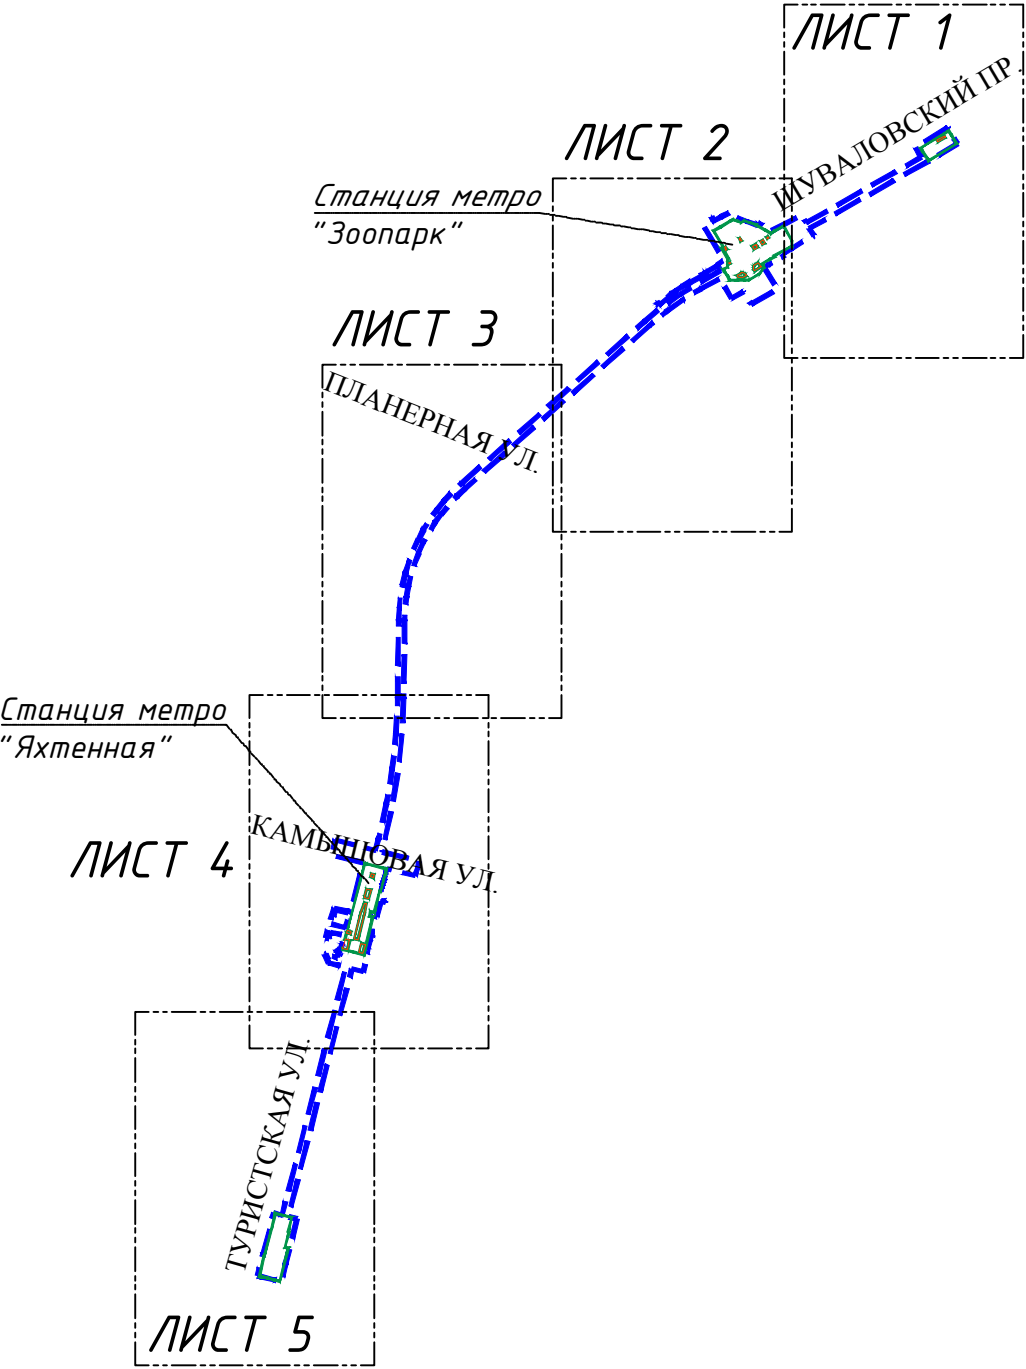 ЛИСТ 1
ШУВАЛОВСКИЙ ПР.
ЛИСТ 2
Станция метро
"Зоопарк"
ЛИСТ 3
ПЛАНЕРНАЯ УЛ.
Станция метро
"Яхтенная"
КАМЫШОВАЯ УЛ.
ЛИСТ 4
ТУРИСТСКАЯ УЛ.
ЛИСТ 5